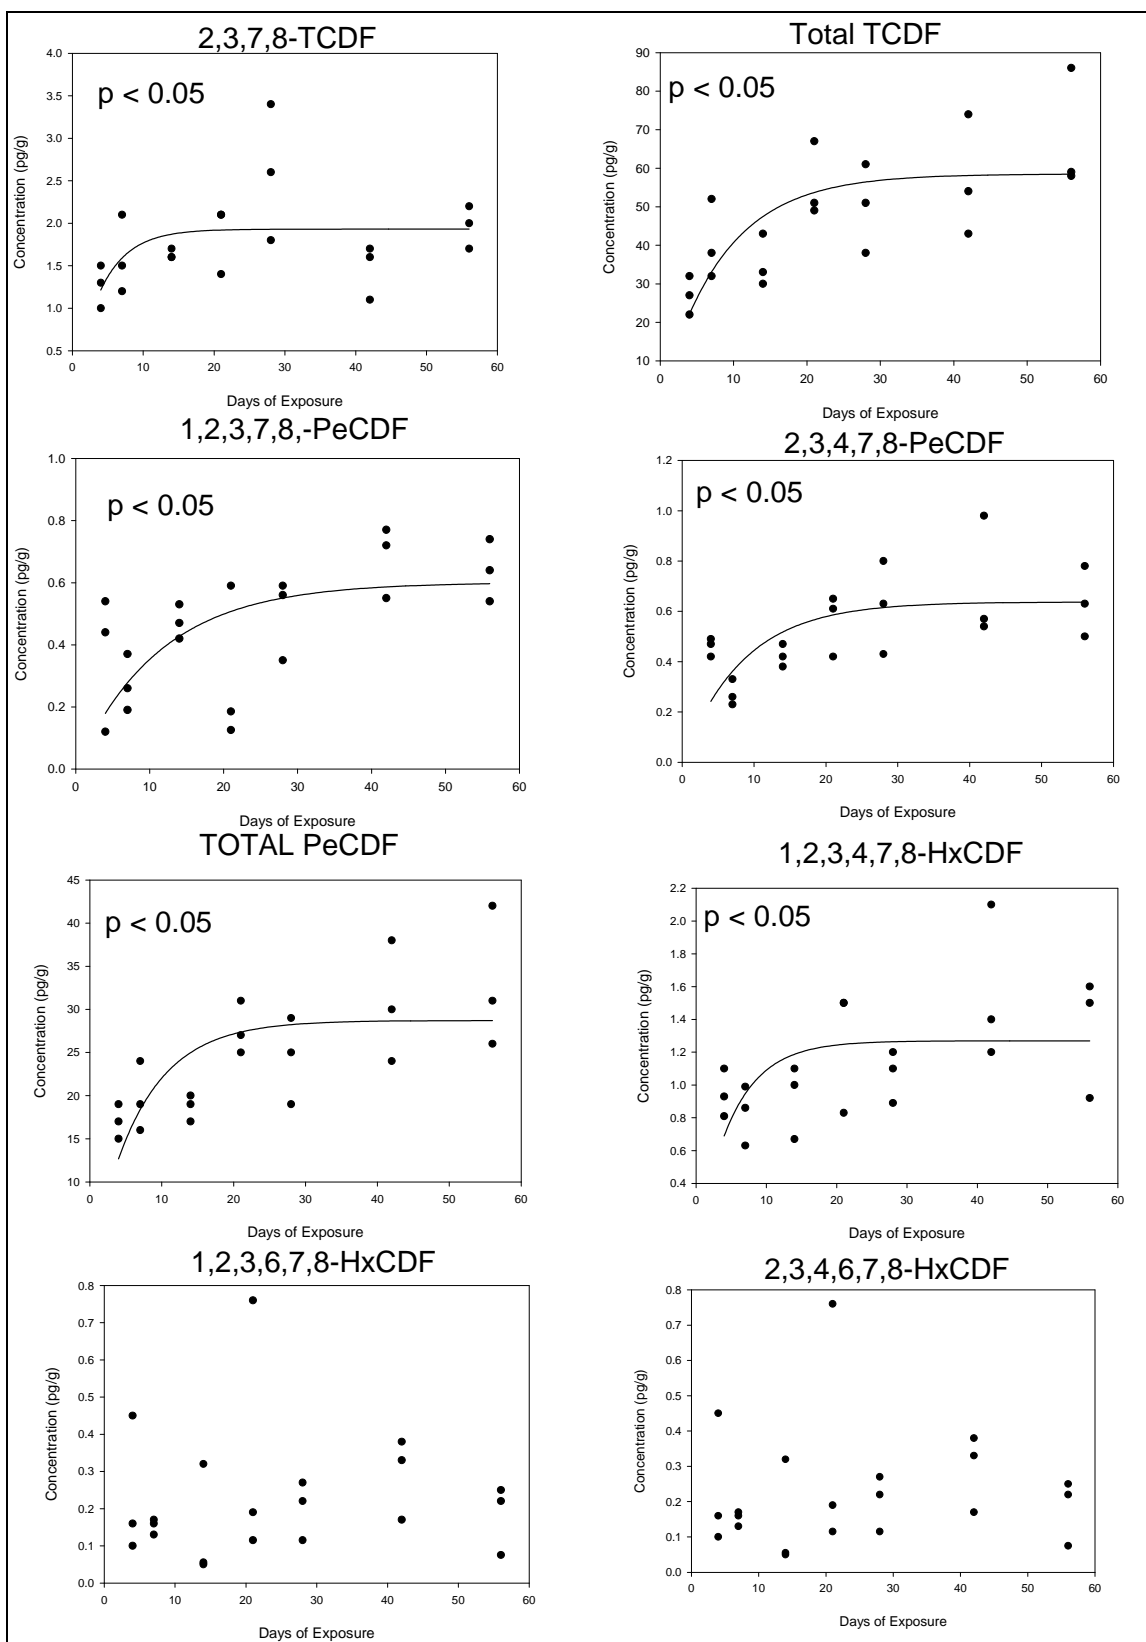 2,3,7,8-TCDF
p < 0.05
Concentration (pg/g)
4.0
3.5
3.0
2.5
2.0
1.5
1.0
0.5
0 10 20 30 40 50 60
Days of Exposure
Total TCDF
p < 0.05
Concentration (pg/g)
90
80
70
60
50
40
30
20
10
0 10 20 30 40 50 60
Days of Exposure
1,2,3,7,8,-PeCDF
p < 0.05
Concentration (pg/g)
1.0
0.8
0.6
0.4
0.2
0.0
0 10 20 30 40 50 60
Days of Exposure
2,3,4,7,8-PeCDF
p < 0.05
Concentration (pg/g)
1.2
1.0
0.8
0.6
0.4
0.2
0.0
0 10 20 30 40 50 60
Days of Exposure
TOTAL PeCDF
p < 0.05
Concentration (pg/g)
45
40
35
30
25
20
15
10
0 10 20 30 40 50 60
Days of Exposure
1,2,3,4,7,8-HxCDF
p < 0.05
Concentration (pg/g)
2.2
2.0
1.8
1.6
1.4
1.2
1.0
0.8
0.6
0.4
0 10 20 30 40 50 60
Days of Exposure
1,2,3,6,7,8-HxCDF
Concentration (pg/g)
0.8
0.7
0.6
0.5
0.4
0.3
0.2
0.1
0.0
0 10 20 30 40 50 60
Days of Exposure
2,3,4,6,7,8-HxCDF
Concentration (pg/g)
0.8
0.7
0.6
0.5
0.4
0.3
0.2
0.1
0.0
0 10 20 30 40 50 60
Days of Exposure